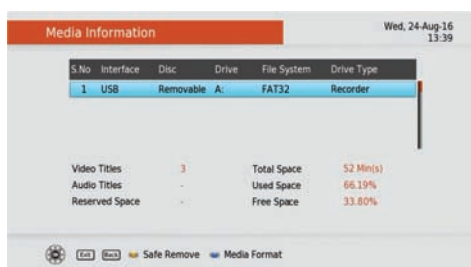 Media Information
Wed, 24-Aug-16
13:39
S.No Interface Disc Drive File System Drive Type
1 USB Removable A: FAT32 Recorder
Video Titles 3 Total Space 52 Min(s)
Audio Titles - Used Space 66.19%
Reserved Space - Free Space 33.80%
Exit Back Safe Remove Media Format